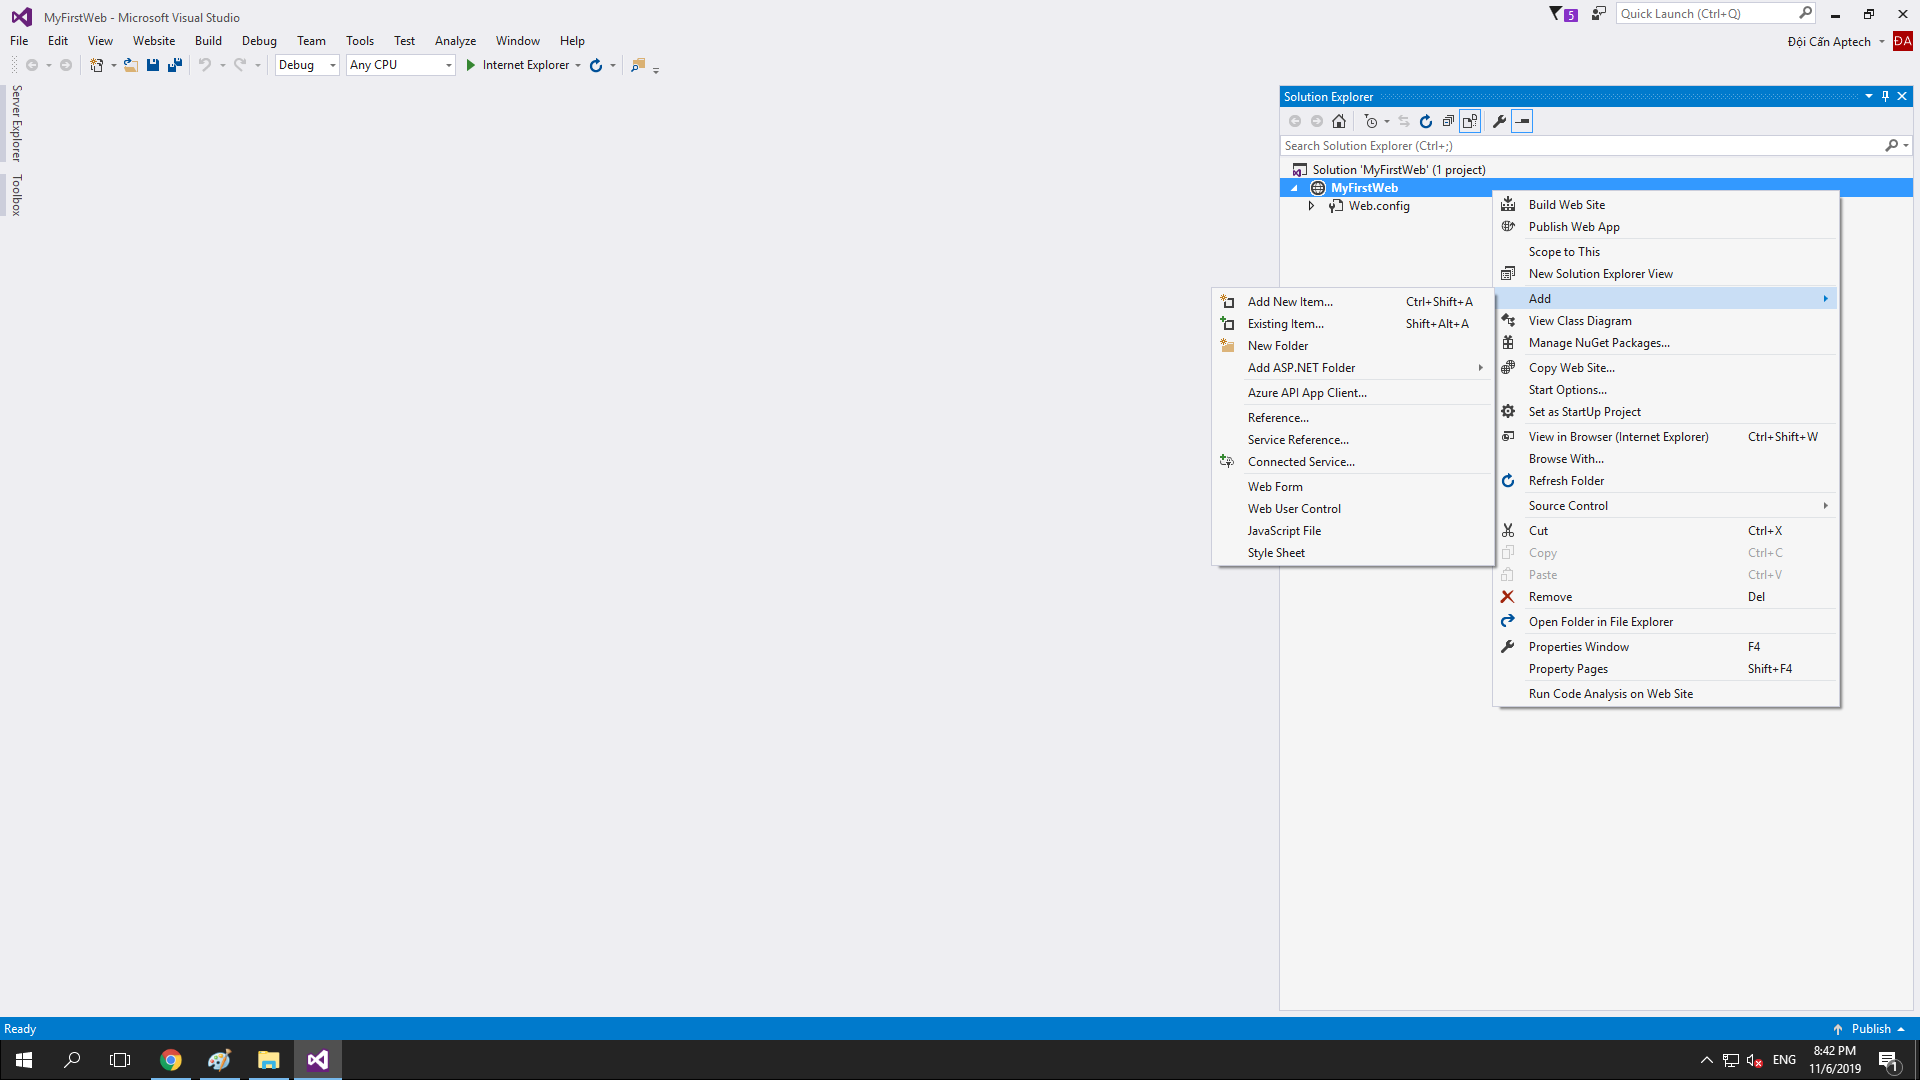 MyFirstWeb - Microsoft Visual Studio
5
Quick Launch (Ctrl+Q)
File Edit View Website Build Debug Team Tools Test Analyze Window Help
Đội Cấn Aptech
ĐA
Debug
Any CPU
Internet Explorer
Server Explorer
Toolbox
Solution Explorer
Search Solution Explorer (Ctrl+;)
Solution 'MyFirstWeb' (1 project)
MyFirstWeb
Web.config
Build Web Site
Publish Web App
Scope to This
New Solution Explorer View
Add
View Class Diagram
Manage NuGet Packages...
Copy Web Site...
Start Options...
Set as StartUp Project
View in Browser (Internet Explorer) Ctrl+Shift+W
Browse With...
Refresh Folder
Source Control
Cut Ctrl+X
Copy Ctrl+C
Paste Ctrl+V
Remove Del
Open Folder in File Explorer
Properties Window F4
Property Pages Shift+F4
Run Code Analysis on Web Site
Add New Item... Ctrl+Shift+A
Existing Item... Shift+Alt+A
New Folder
Add ASP.NET Folder
Azure API App Client...
Reference...
Service Reference...
Connected Service...
Web Form
Web User Control
JavaScript File
Style Sheet
Ready
Publish
ENG
8:42 PM
11/6/2019
1